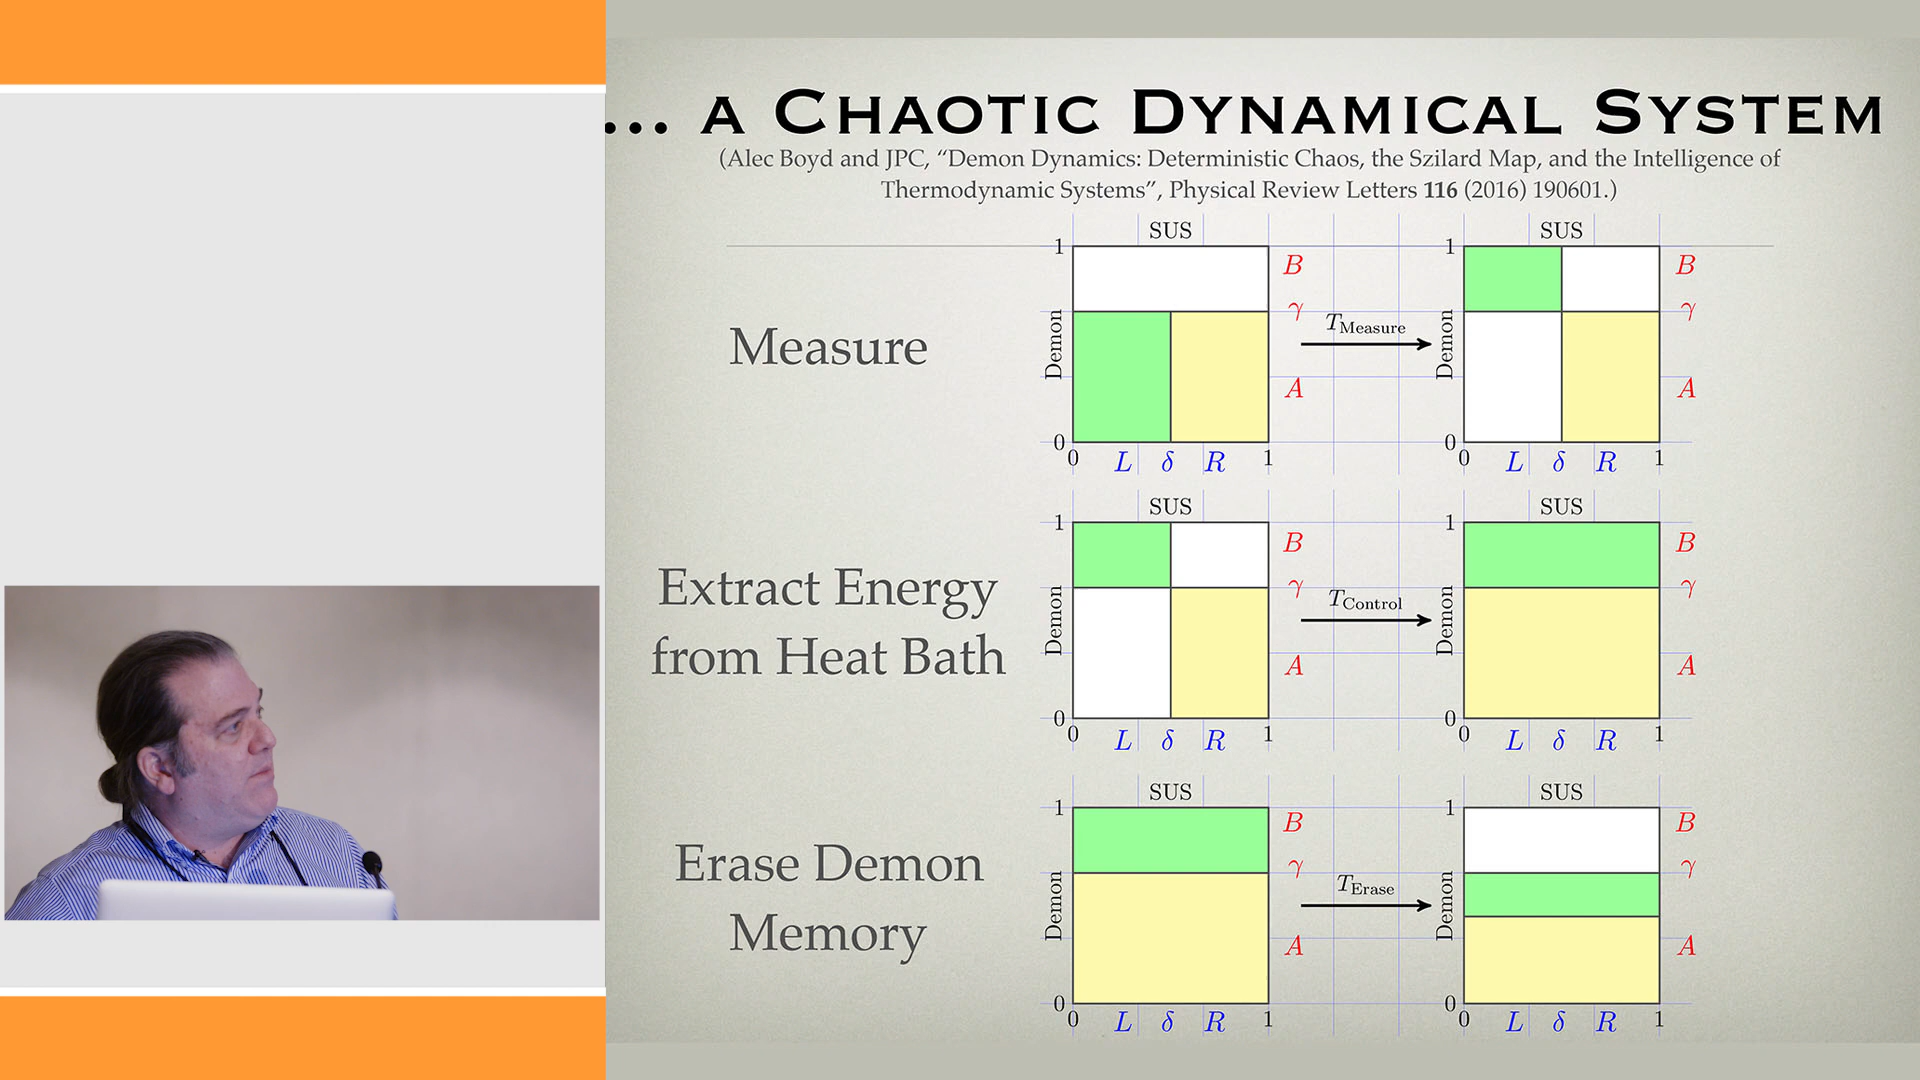 ... A CHAOTIC DYNAMICAL SYSTEM
(Alec Boyd and JPC, “Demon Dynamics: Deterministic Chaos, the Szilard Map, and the Intelligence of
Thermodynamic Systems”, Physical Review Letters 116 (2016) 190601.)
Measure
SUS
1
Demon
0
0 L δ R 1
B
γ
A
T Measure
SUS
1
Demon
0
0 L δ R 1
B
γ
A
Extract Energy
from Heat Bath
SUS
1
Demon
0
0 L δ R 1
B
γ
A
T Control
SUS
1
Demon
0
0 L δ R 1
B
γ
A
Erase Demon
Memory
SUS
1
Demon
0
0 L δ R 1
B
γ
A
T Erase
SUS
1
Demon
0
0 L δ R 1
B
γ
A